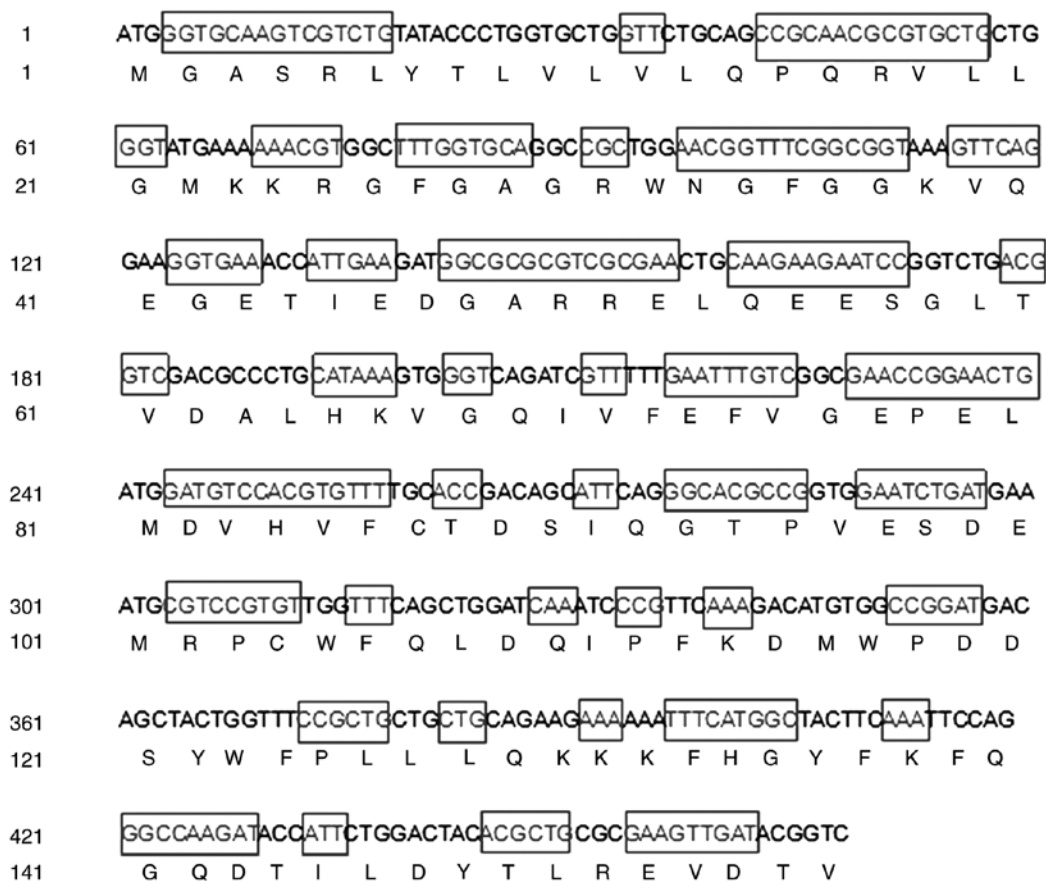 1 ATGGGTGCAAGTCGTCTGTATACCCTGGTGCTGGTTCTGCAGCCGCAACGCGTGCTGCTG
1 M G A S R L Y T L V L V L Q P Q R V L L
61 GGTATGAAAAAACGTGGCTTTGGTGCAGGCCGCTGGAACGGTTTCGGCGGTAAAGTTCAG
21 G M K K R G F G A G R W N G F G G K V Q
121 GAAGGTGAAACCATTGAAGATGGCGCGCGTCGCGAACTGCAAGAAGAATCCGGTCTGACG
41 E G E T I E D G A R R E L Q E E S G L T
181 GTCGACGCCCTGCATAAAGTGGGTCAGATCGTTTTTGAATTTGTCGGCGAACCGGAACTG
61 V D A L H K V G Q I V F E F V G E P E L
241 ATGGATGTCCACGTGTTTTGCACCGACAGCATTCAGGGCACGCCGGTGGAATCTGATGAA
81 M D V H V F C T D S I Q G T P V E S D E
301 ATGCGTCCGTGTTGGTTTCAGCTGGATCAAATCCCGTTCAAAGACATGTGGCCGGATGAC
101 M R P C W F Q L D Q I P F K D M W P D D
361 AGCTACTGGTTTCCGCTGCTGCTGCAGAAGAAAAAATTTCATGGCTACTTCAAATTCCAG
121 S Y W F P L L L Q K K K F H G Y F K F Q
421 GGCCAAGATACCATTCTGGACTACACGCTGCGCGAAGTTGATACGGTC
141 G Q D T I L D Y T L R E V D T V